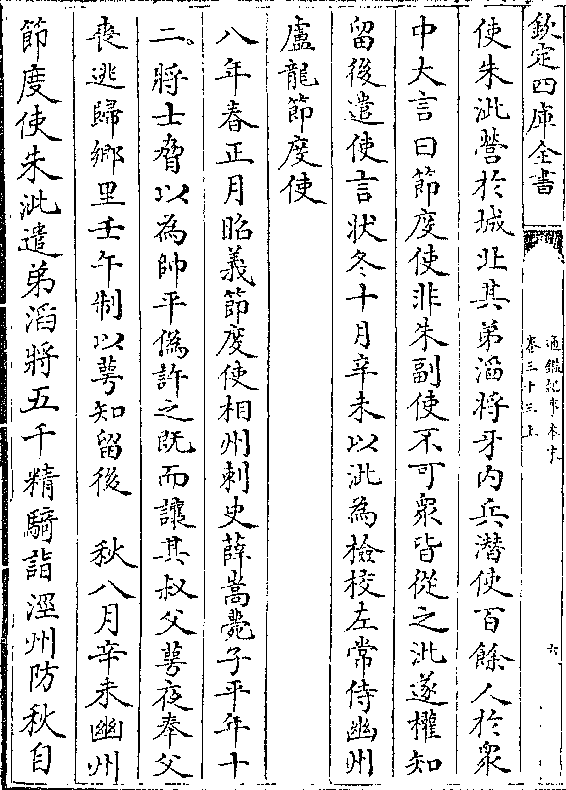 欽定四庫全書
通鑑紀事本末
卷三十三上
六
使朱泚營於城北其弟滔將牙内兵潛使百餘人於衆
中大言曰節度使非朱副使不可衆皆從之泚遂權知
留後遣使言狀冬十月辛未以泚為檢校左常侍幽州
盧龍節度使
八年春正月昭義節度使相州刺史薛嵩薨子平年十
二將士脅以為帥平偽許之既而讓其叔父蕚夜奉父
喪逃歸鄉里壬午制以蕚知留後 秋八月辛未幽州
節度使朱泚遣弟滔將五千精騎詣涇州防秋自